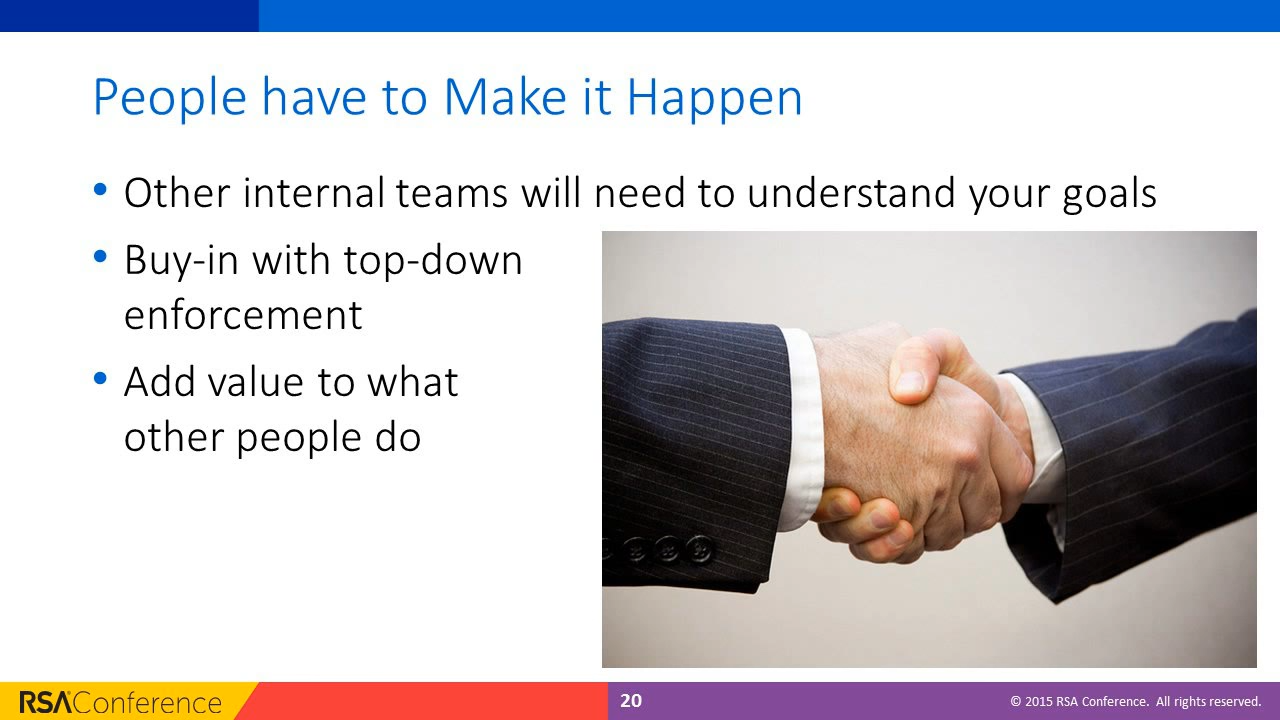 People have to Make it Happen
• Other internal teams will need to understand your goals
• Buy-in with top-down
enforcement
• Add value to what
other people do
RSAConference
20
© 2015 RSA Conference. All rights reserved.